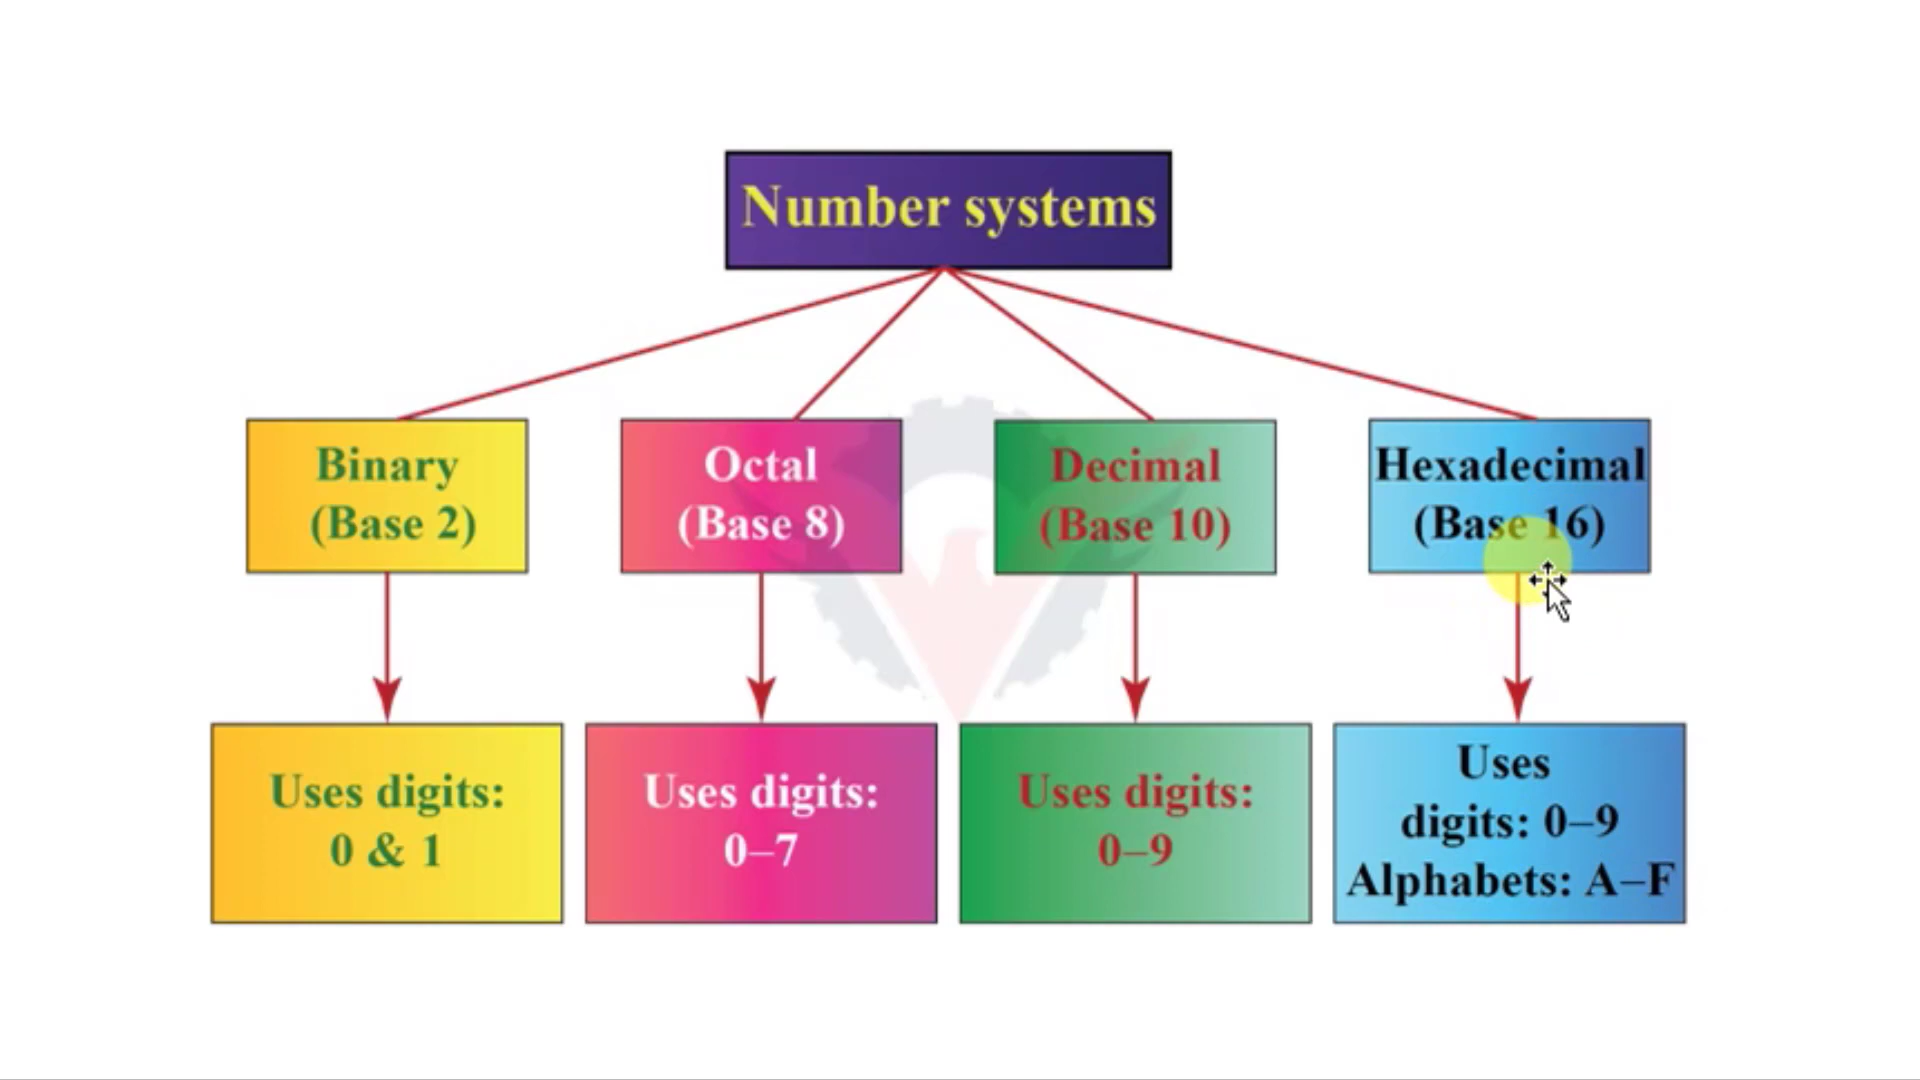 Number systems
Binary
(Base 2)
Octal
(Base 8)
Decimal
(Base 10)
Hexadecimal
(Base 16)
Uses digits:
0 & 1
Uses digits:
0–7
Uses digits:
0–9
Uses
digits: 0–9
Alphabets: A–F